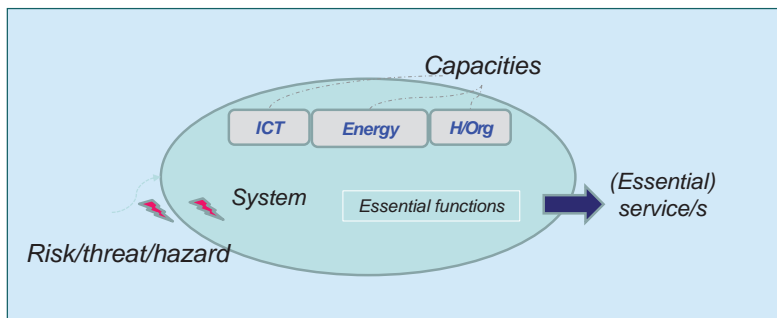 Capacities
ICT
Energy
H/Org
System
Essential functions
(Essential)
service/s
Risk/threat/hazard